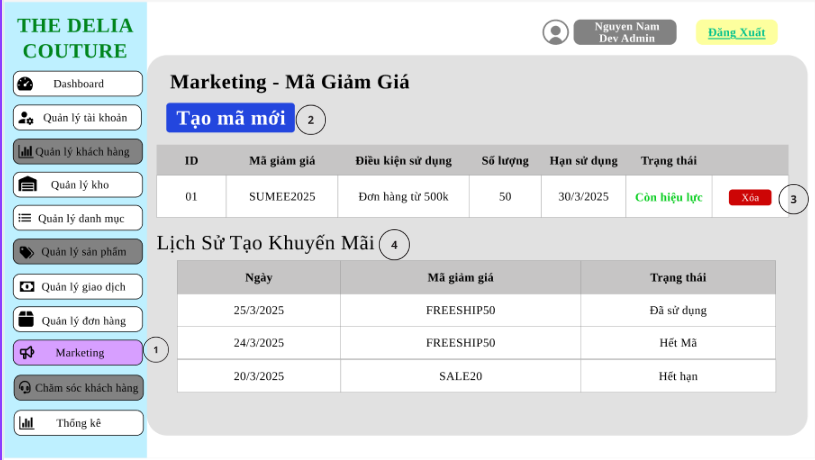 THE DELIA
COUTURE
Nguyen Nam
Dev Admin
Đăng Xuất
Dashboard
Quản lý tài khoản
Quản lý khách hàng
Quản lý kho
Quản lý danh mục
Quản lý sản phẩm
Quản lý giao dịch
Quản lý đơn hàng
Marketing
1
Chăm sóc khách hàng
Thống kê
Marketing - Mã Giảm Giá
Tạo mã mới
2
ID Mã giảm giá Điều kiện sử dụng Số lượng Hạn sử dụng Trạng thái
01 SUMEE2025 Đơn hàng từ 500k 50 30/3/2025 Còn hiệu lực Xóa
3
Lịch Sử Tạo Khuyến Mãi
4
Ngày Mã giảm giá Trạng thái
25/3/2025 FREESHIP50 Đã sử dụng
24/3/2025 FREESHIP50 Hết Mã
20/3/2025 SALE20 Hết hạn